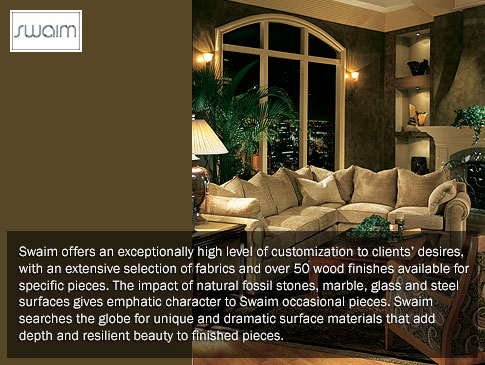 swaim
Swaim offers an exceptionally high level of customization to clients' desires,
with an extensive selection of fabrics and over 50 wood finishes available for
specific pieces. The impact of natural fossil stones, marble, glass and steel
surfaces gives emphatic character to Swaim occasional pieces. Swaim
searches the globe for unique and dramatic surface materials that add
depth and resilient beauty to finished pieces.